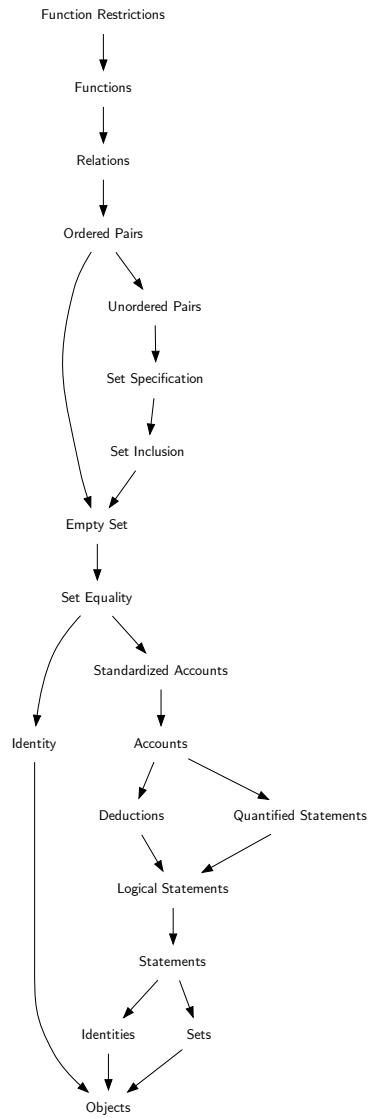 Function Restrictions
Functions
Relations
Ordered Pairs
Unordered Pairs
Set Specification
Set Inclusion
Empty Set
Set Equality
Standardized Accounts
Identity
Accounts
Deductions
Quantified Statements
Logical Statements
Statements
Identities
Sets
Objects